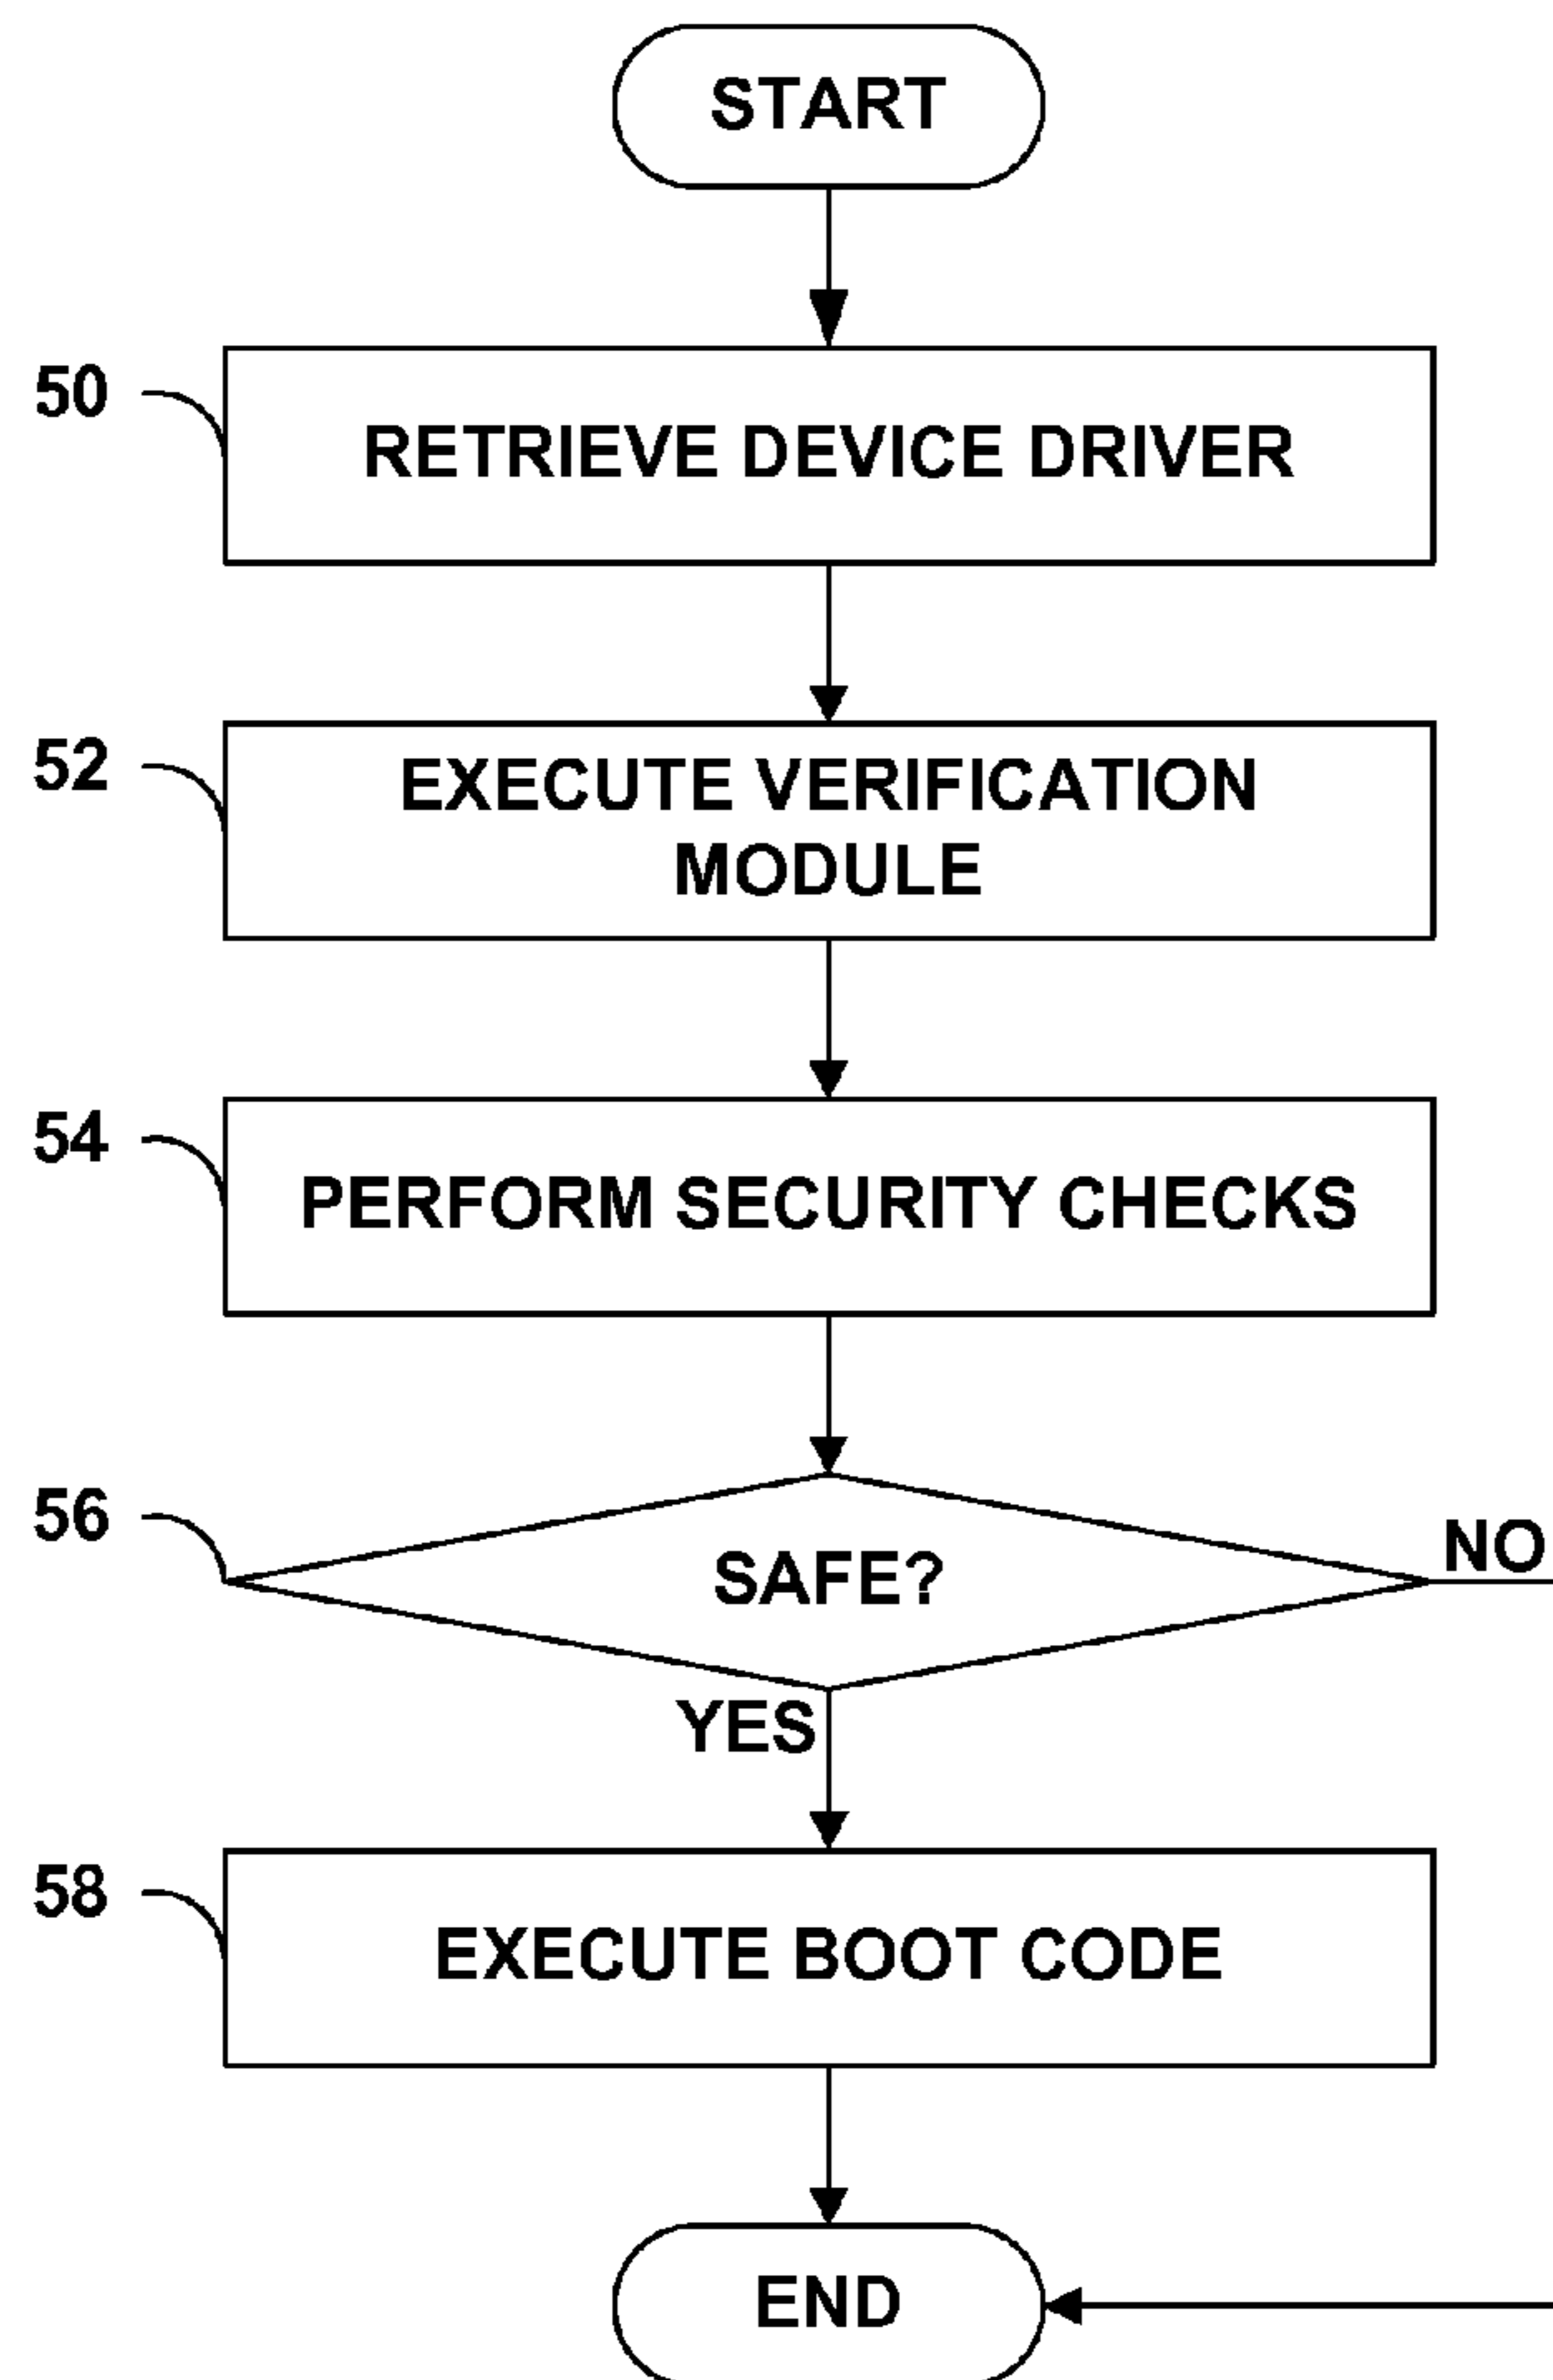 START
50
RETRIEVE DEVICE DRIVER
52
EXECUTE VERIFICATION
MODULE
54
PERFORM SECURITY CHECKS
56
SAFE?
NO
YES
58
EXECUTE BOOT CODE
END